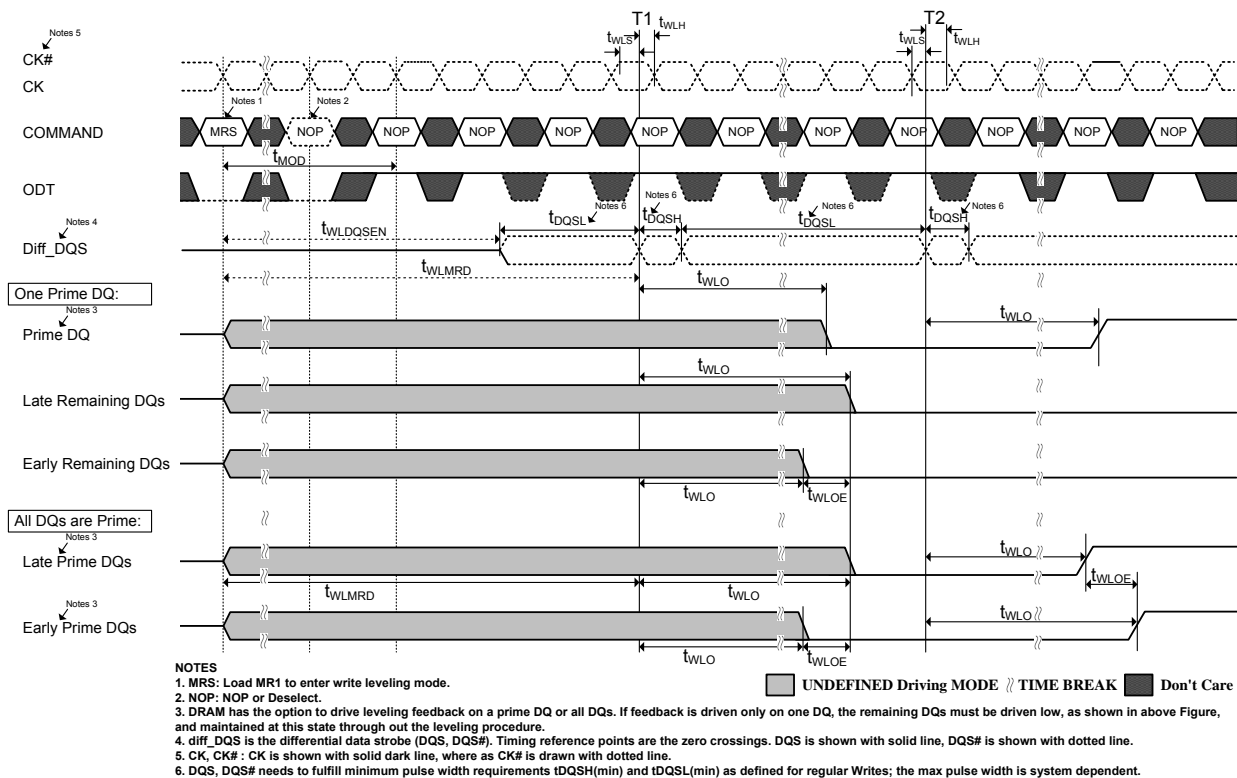 T1 T2
tWLS tWLH tWLS tWLH
Notes 5
CK#
CK
Notes 1 Notes 2
COMMAND MRS NOP NOP NOP NOP NOP NOP NOP NOP NOP NOP NOP
tMOD
ODT
Notes 6 Notes 6 Notes 6 Notes 6
tDQSL tDQSH tDQSL tDQSH
Notes 4
Diff_DQS
tWLDQSEN
tWLMRD
tWLO
One Prime DQ:
Notes 3
Prime DQ
tWLO
tWLO
Late Remaining DQs
Early Remaining DQs
tWLO tWLOE
All DQs are Prime:
Notes 3
Late Prime DQs
tWLO
tWLOE
tWLMRD tWLO
Notes 3
Early Prime DQs
tWLO
tWLO tWLOE
NOTES
1. MRS: Load MR1 to enter write leveling mode.
UNDEFINED Driving MODE TIME BREAK Don't Care
2. NOP: NOP or Deselect.
3. DRAM has the option to drive leveling feedback on a prime DQ or all DQs. If feedback is driven only on one DQ, the remaining DQs must be driven low, as shown in above Figure,
and maintained at this state through out the leveling procedure.
4. diff_DQS is the differential data strobe (DQS, DQS#). Timing reference points are the zero crossings. DQS is shown with solid line, DQS# is shown with dotted line.
5. CK, CK# : CK is shown with solid dark line, where as CK# is drawn with dotted line.
6. DQS, DQS# needs to fulfill minimum pulse width requirements tDQSH(min) and tDQSL(min) as defined for regular Writes; the max pulse width is system dependent.